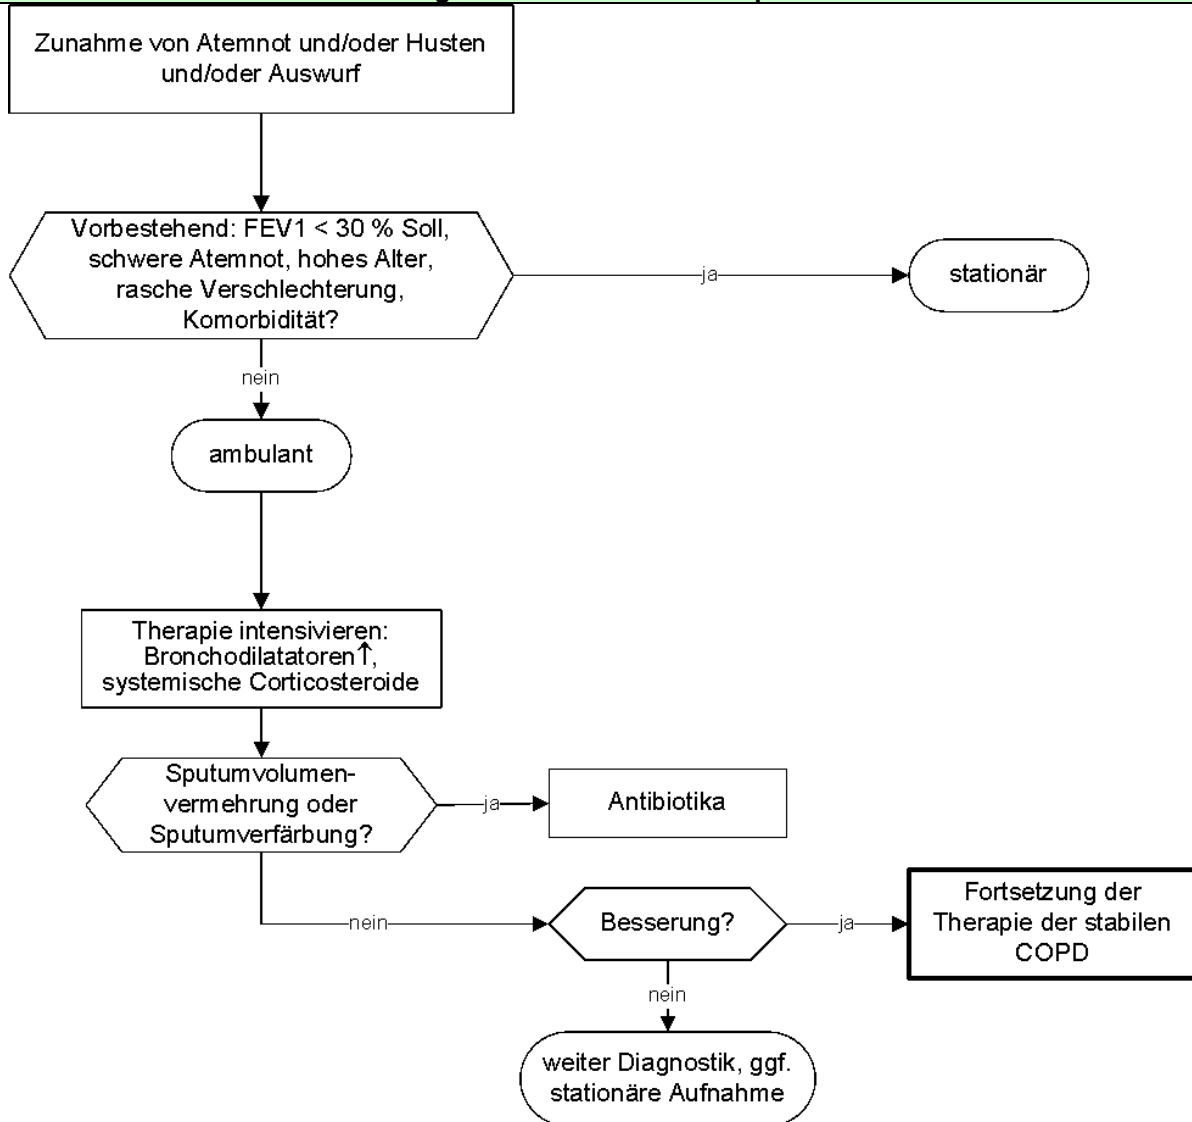 Zunahme von Atemnot und/oder Husten
und/oder Auswurf
Vorbestehend: FEV1 < 30 % Soll,
schwere Atemnot, hohes Alter,
rasche Verschlechterung,
Komorbidität?
ja
stationär
nein
ambulant
Therapie intensivieren:
Bronchodilatatoren↑,
systemische Corticosteroide
Sputumvolumen-
vermehrung oder
Sputumverfärbung?
ja
Antibiotika
nein
Besserung?
ja
Fortsetzung der
Therapie der stabilen
COPD
nein
weiter Diagnostik, ggf.
stationäre Aufnahme